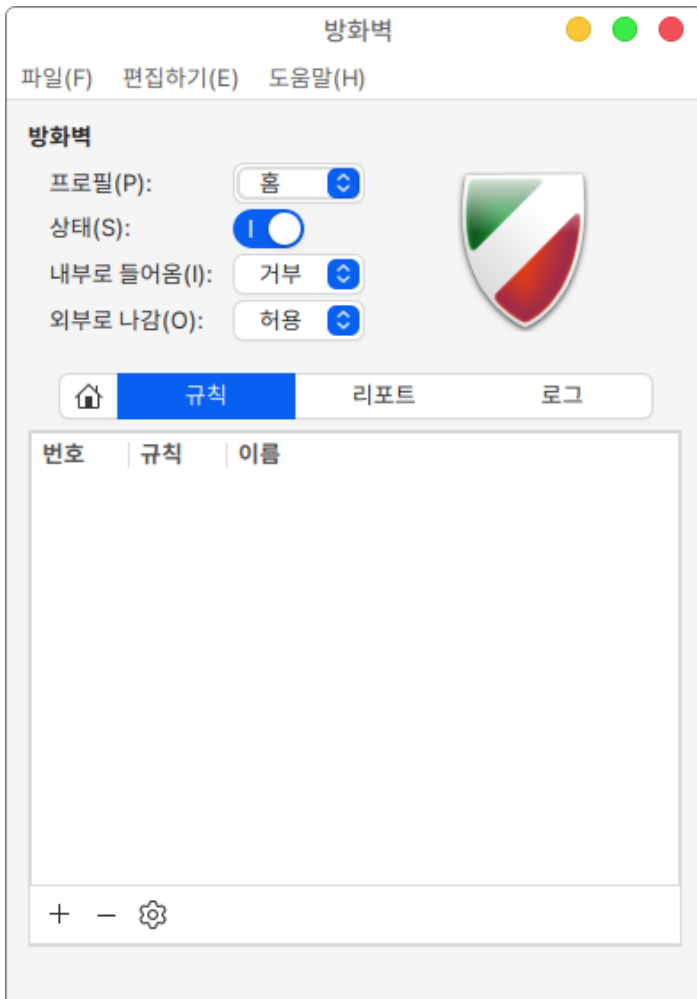 방화벽
파일(F) 편집하기(E) 도움말(H)
방화벽
프로필(P): 홈
상태(S):
내부로 들어옴(I): 거부
외부로 나감(O): 허용
규칙 리포트 로그
번호 규칙 이름